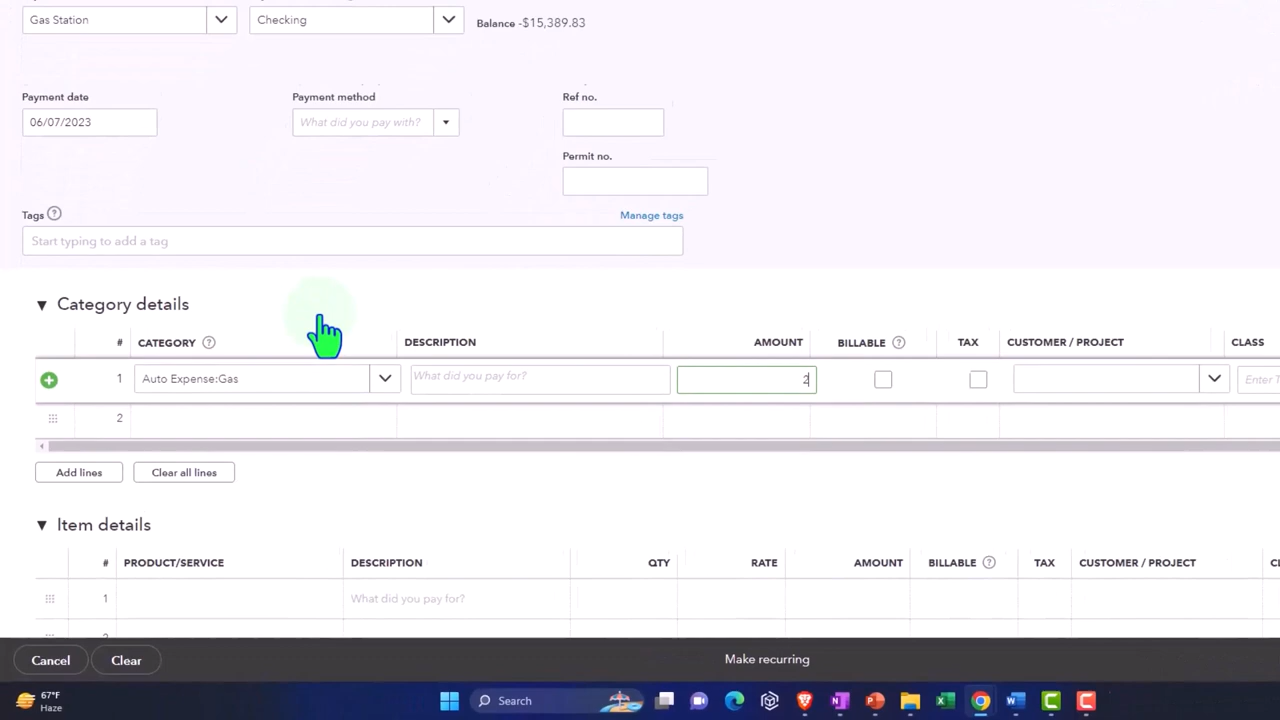 Gas Station Checking Balance -$15,389.83
Payment date Payment method Ref no.
06/07/2023 What did you pay with?
Permit no.
Tags ? Manage tags
Start typing to add a tag
Category details
# CATEGORY ? DESCRIPTION AMOUNT BILLABLE ? TAX CUSTOMER / PROJECT CLASS
1 Auto Expense:Gas What did you pay for? 2 Enter T
2
Add lines Clear all lines
Item details
# PRODUCT/SERVICE DESCRIPTION QTY RATE AMOUNT BILLABLE ? TAX CUSTOMER / PROJECT CL
1 What did you pay for?
2
Cancel Clear Make recurring
67°F Search
Haze